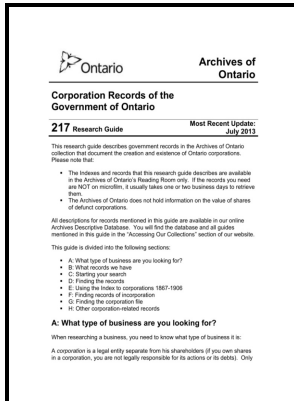 Ontario
Archives of
Ontario
Corporation Records of the
Government of Ontario
217 Research Guide
Most Recent Update:
July 2013
This research guide describes government records in the Archives of Ontario
collection that document the creation and existence of Ontario corporations.
Please note that:
• The Indexes and records that this research guide describes are available
in the Archives of Ontario's Reading Room only. If the records you need
are NOT on microfilm, it usually takes one or two business days to retrieve
them.
• The Archives of Ontario does not hold information on the value of shares
of defunct corporations.
All descriptions for records mentioned in this guide are available in our online
Archives Descriptive Database. You will find the database and all guides
mentioned in this guide in the "Accessing Our Collections" section of our website.
This guide is divided into the following sections:
• A: What type of business are you looking for?
• B: What records we have
• C: Starting your search
• D: Finding the records
• E: Using the Index to corporations 1867-1906
• F: Finding records of incorporation
• G: Finding the corporation file
• H: Other corporation-related records
A: What type of business are you looking for?
When researching a business, you need to know what type of business it is:
A corporation is a legal entity separate from his shareholders (if you own shares
in a corporation, you are not legally responsible for its actions or its debts). Only